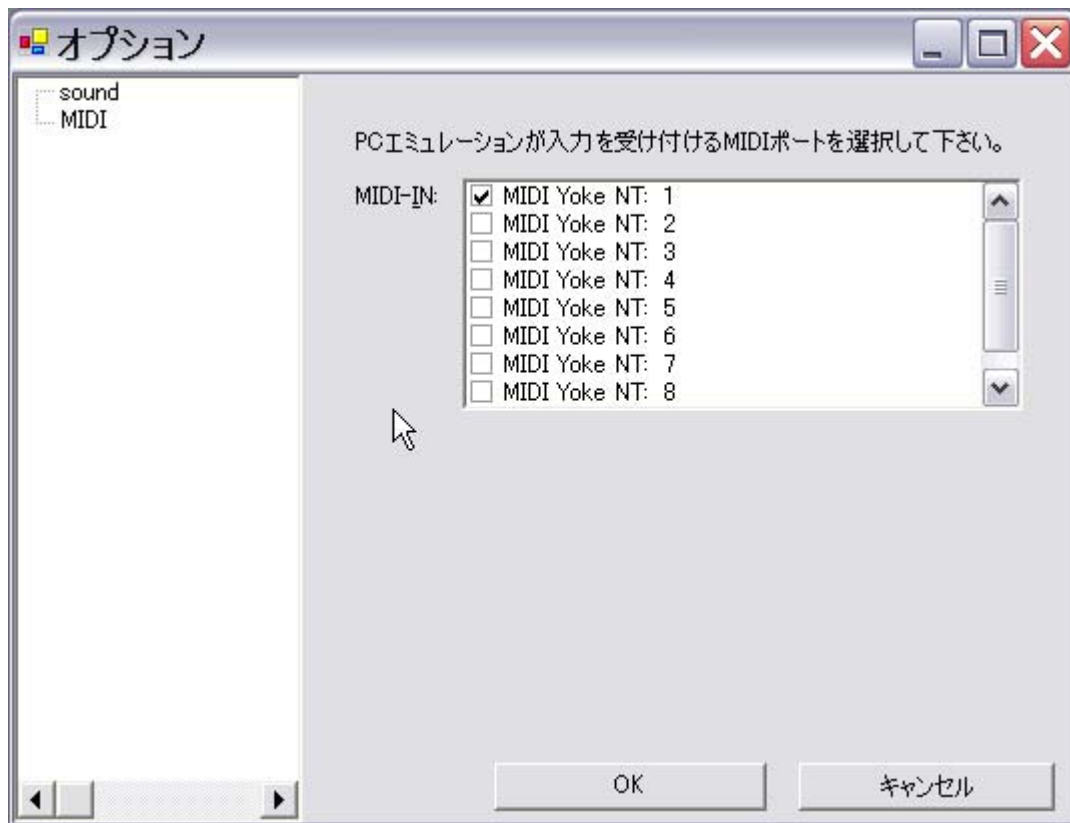 オプション
sound
MIDI
PCエミュレーションが入力を受け付けるMIDIポートを選択して下さい。
MIDI-IN:
MIDI Yoke NT: 1
MIDI Yoke NT: 2
MIDI Yoke NT: 3
MIDI Yoke NT: 4
MIDI Yoke NT: 5
MIDI Yoke NT: 6
MIDI Yoke NT: 7
MIDI Yoke NT: 8
OK
キャンセル